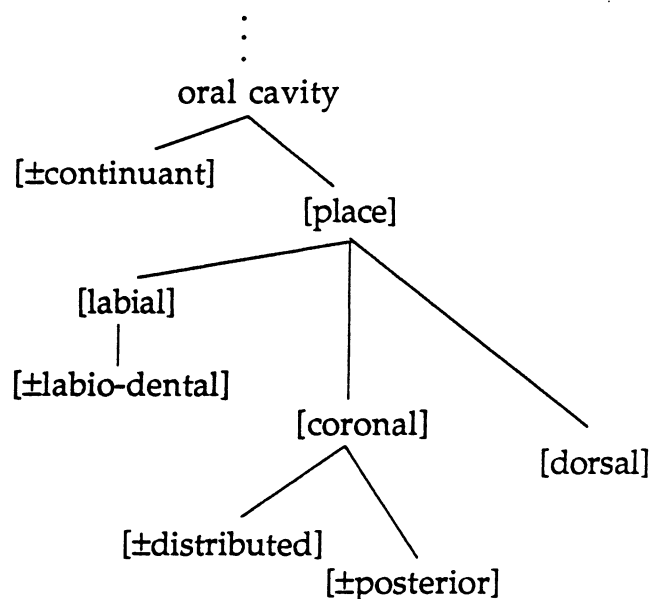 oral cavity
[±continuant]
[place]
[labial]
[±labio-dental]
[coronal]
[dorsal]
[±distributed]
[±posterior]